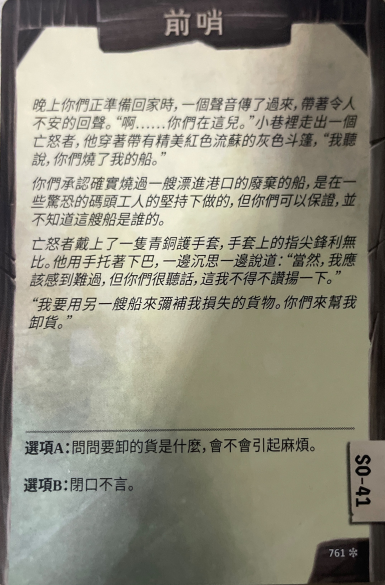 前哨
晚上你們正準備回家時，一個聲音傳了過來，帶著令人
不安的回聲。“啊……你們在這兒。”小巷裡走出一個
亡怒者，他穿著帶有精美紅色流蘇的灰色斗篷，“我聽
說，你們燒了我的船。”
你們承認確實燒過一艘漂進港口的廢棄的船，是在一
些驚恐的碼頭工人的堅持下做的，但你們可以保證，並
不知道這艘船是誰的。
亡怒者戴上了一隻青銅護手套，手套上的指尖鋒利無
比。他用手托著下巴，一邊沉思一邊說道：“當然，我應
該感到難過，但你們很聽話，這我不得不讚揚一下。”
“我要用另一艘船來彌補我損失的貨物。你們來幫我
卸貨。”
選項A：問問要卸的貨是什麼，會不會引起麻煩。
選項B：閉口不言。
SO-41
761